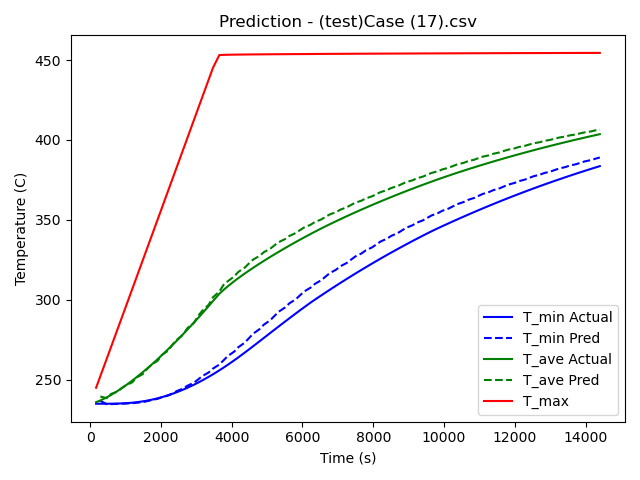 Prediction - (test)Case (17).csv
Temperature (C)
450
400
350
300
250
0
2000
4000
6000
8000
10000
12000
14000
Time (s)
T_min Actual
T_min Pred
T_ave Actual
T_ave Pred
T_max